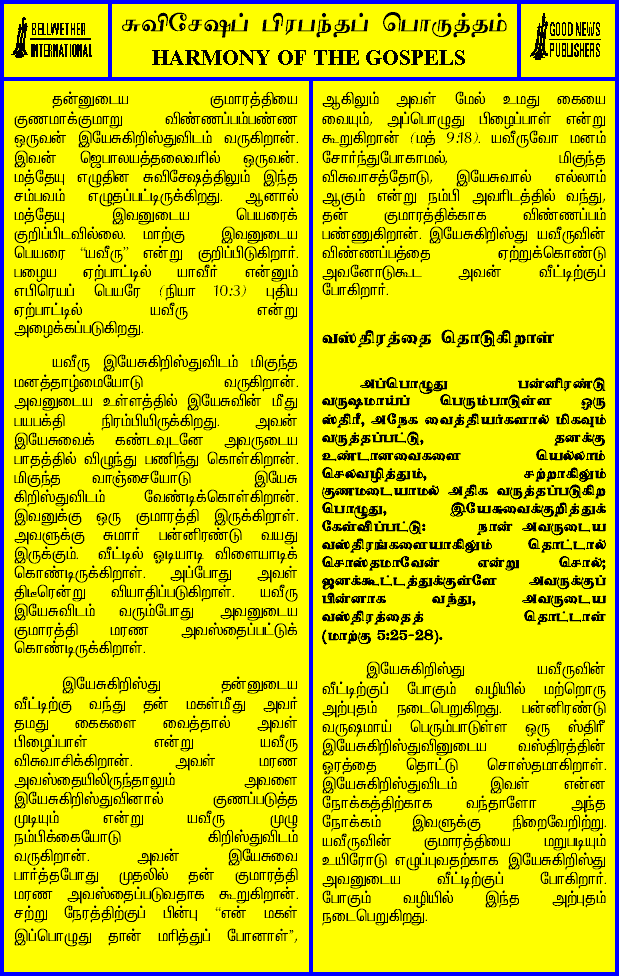 BELLWETHER
INTERNATIONAL
சுவிசேஷப் பிரபந்தப் பொருத்தம்
HARMONY OF THE GOSPELS
GOOD NEWS
PUBLISHERS
தன்னுடைய குமாரத்தியை
குணமாக்குமாறு விண்ணப்பம்பண்ண
ஒருவன் இயேசுகிறிஸ்துவிடம் வருகிறான்.
இவன் ஜெபாலயத்தலைவரில் ஒருவன்.
மத்தேயு எழுதின சுவிசேஷத்திலும் இந்த
சம்பவம் எழுதப்பட்டிருக்கிறது. ஆனால்
மத்தேயு இவனுடைய பெயரைக்
குறிப்பிடவில்லை. மாற்கு இவனுடைய
பெயரை “யவீரு” என்று குறிப்பிடுகிறார்.
பழைய ஏற்பாட்டில் யாவீர் என்னும்
எபிரெயப் பெயரே (நியா 10:3) புதிய
ஏற்பாட்டில் யவீரு என்று
அழைக்கப்படுகிறது.
யவீரு இயேசுகிறிஸ்துவிடம் மிகுந்த
மனத்தாழ்மையோடு வருகிறான்.
அவனுடைய உள்ளத்தில் இயேசுவின் மீது
பயபக்தி நிரம்பியிருக்கிறது. அவன்
இயேசுவைக் கண்டவுடனே அவருடைய
பாதத்தில் விழுந்து பணிந்து கொள்கிறான்.
மிகுந்த வாஞ்சையோடு இயேசு
கிறிஸ்துவிடம் வேண்டிக்கொள்கிறான்.
இவனுக்கு ஒரு குமாரத்தி இருக்கிறாள்.
அவளுக்கு சுமார் பன்னிரண்டு வயது
இருக்கும். வீட்டில் ஓடியாடி விளையாடிக்
கொண்டிருக்கிறாள். அப்போது அவள்
திடீரென்று வியாதிப்படுகிறாள். யவீரு
இயேசுவிடம் வரும்போது அவனுடைய
குமாரத்தி மரண அவஸ்தைப்பட்டுக்
கொண்டிருக்கிறாள்.
இயேசுகிறிஸ்து தன்னுடைய
வீட்டிற்கு வந்து தன் மகள்மீது அவர்
தமது கைகளை வைத்தால் அவள்
பிழைப்பாள் என்று யவீரு
விசுவாசிக்கிறான். அவள் மரண
அவஸ்தையிலிருந்தாலும் அவளை
இயேசுகிறிஸ்துவினால் குணப்படுத்த
முடியும் என்று யவீரு முழு
நம்பிக்கையோடு கிறிஸ்துவிடம்
வருகிறான். அவன் இயேசுவை
பார்த்தபோது முதலில் தன் குமாரத்தி
மரண அவஸ்தைப்படுவதாக கூறுகிறான்.
சற்று நேரத்திற்குப் பின்பு “என் மகள்
இப்பொழுது தான் மரித்துப் போனாள்”,
ஆகிலும் அவள் மேல் உமது கையை
வையும், அப்பொழுது பிழைப்பாள் என்று
கூறுகிறான் (மத் 9:18). யவீருவோ மனம்
சோர்ந்துபோகாமல், மிகுந்த
விசுவாசத்தோடு, இயேசுவால் எல்லாம்
ஆகும் என்று நம்பி அவரிடத்தில் வந்து,
தன் குமாரத்திக்காக விண்ணப்பம்
பண்ணுகிறான். இயேசுகிறிஸ்து யவீருவின்
விண்ணப்பத்தை ஏற்றுக்கொண்டு
அவனோடுகூட அவன் வீட்டிற்குப்
போகிறார்.
வஸ்திரத்தை தொடுகிறாள்
அப்பொழுது பன்னிரண்டு
வருஷமாய்ப் பெரும்பாடுள்ள ஒரு
ஸ்திரீ, அநேக வைத்தியர்களால் மிகவும்
வருத்தப்பட்டு, தனக்கு
உண்டானவைகளை யெல்லாம்
செலவழித்தும், சற்றாகிலும்
குணமடையாமல் அதிக வருத்தப்படுகிற
பொழுது, இயேசுவைக்குறித்துக்
கேள்விப்பட்டு: நான் அவருடைய
வஸ்திரங்களையாகிலும் தொட்டால்
சொஸ்தமாவேன் என்று சொல்;
ஜனக்கூட்டத்துக்குள்ளே அவருக்குப்
பின்னாக வந்து, அவருடைய
வஸ்திரத்தைத் தொட்டாள்
(மாற்கு 5:25-28).
இயேசுகிறிஸ்து யவீருவின்
வீட்டிற்குப் போகும் வழியில் மற்றொரு
அற்புதம் நடைபெறுகிறது. பன்னிரண்டு
வருஷமாய் பெரும்பாடுள்ள ஒரு ஸ்திரீ
இயேசுகிறிஸ்துவினுடைய வஸ்திரத்தின்
ஓரத்தை தொட்டு சொஸ்தமாகிறாள்.
இயேசுகிறிஸ்துவிடம் இவள் என்ன
நோக்கத்திற்காக வந்தாளோ அந்த
நோக்கம் இவளுக்கு நிறைவேறிற்று.
யவீருவின் குமாரத்தியை மறுபடியும்
உயிரோடு எழுப்புவதற்காக இயேசுகிறிஸ்து
அவனுடைய வீட்டிற்குப் போகிறார்.
போகும் வழியில் இந்த அற்புதம்
நடைபெறுகிறது.